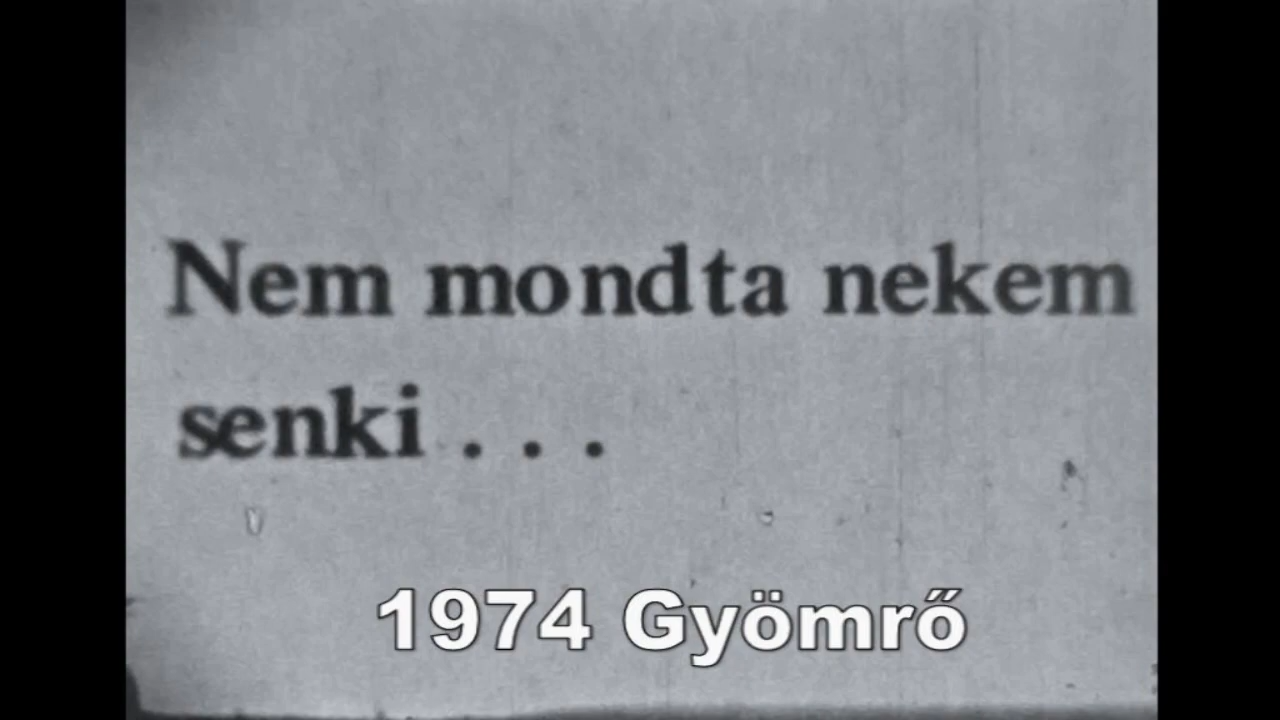 Nem mondta nekem
senki . . .
1974 Gyömrő